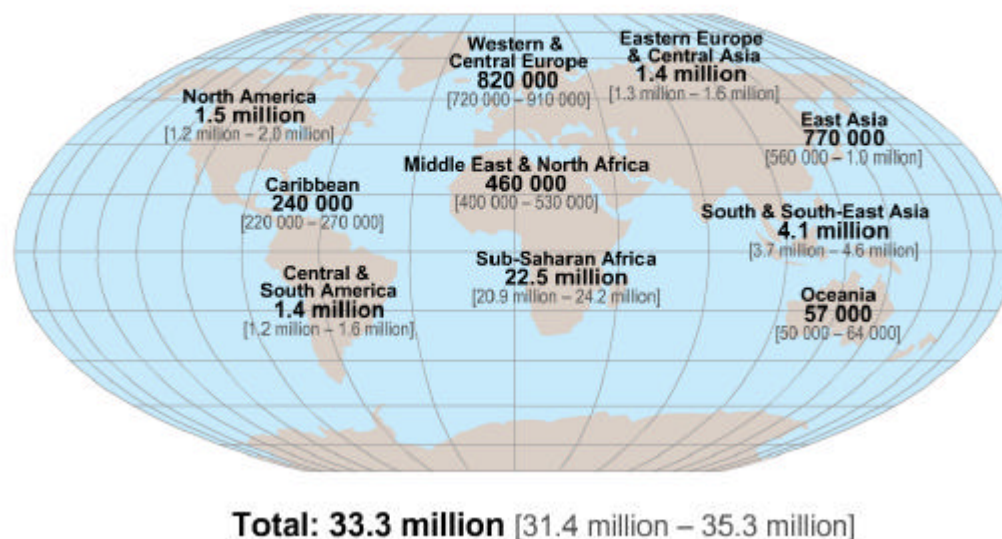 Western &
Central Europe
820 000
[720 000 – 910 000]
Eastern Europe
& Central Asia
1.4 million
[1.3 million – 1.6 million]
North America
1.5 million
[1.2 million – 2.0 million]
East Asia
770 000
[560 000 – 1.0 million]
Middle East & North Africa
460 000
[400 000 – 530 000]
Caribbean
240 000
[220 000 – 270 000]
South & South-East Asia
4.1 million
[3.7 million – 4.6 million]
Sub-Saharan Africa
22.5 million
[20.9 million – 24.2 million]
Central &
South America
1.4 million
[1.2 million – 1.6 million]
Oceania
57 000
[50 000 – 64 000]
Total: 33.3 million [31.4 million – 35.3 million]